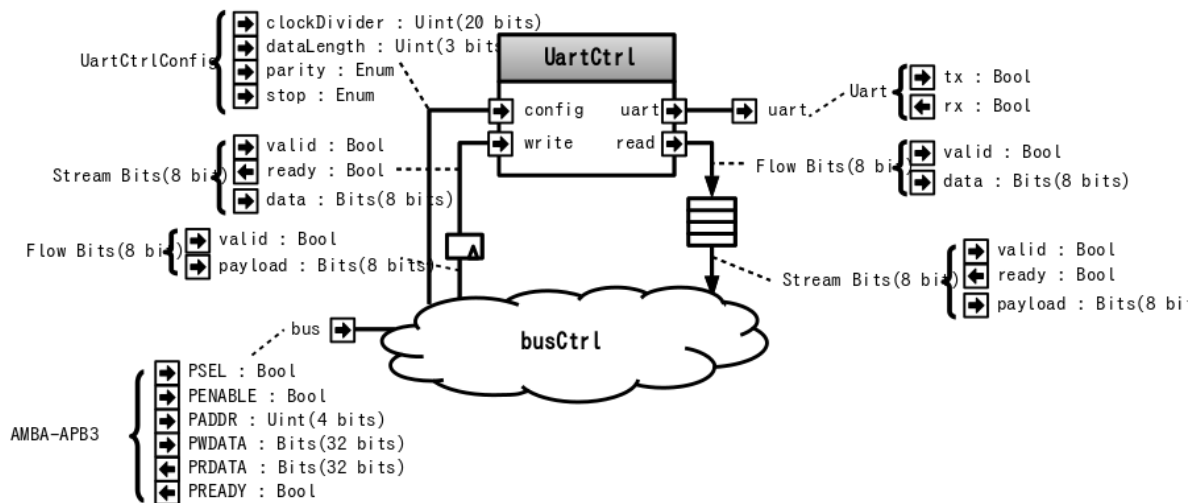 UartCtrlConfig
clockDivider : Uint(20 bits)
dataLength : Uint(3 bits
parity : Enum
stop : Enum
UartCtrl
config
uart
write
read
uart
Uart
tx : Bool
rx : Bool
Stream Bits(8 bit)
valid : Bool
ready : Bool
data : Bits(8 bits)
Flow Bits(8 bit)
valid : Bool
data : Bits(8 bits)
Flow Bits(8 bit)
valid : Bool
payload : Bits(8 bits)
Stream Bits(8 bit)
valid : Bool
ready : Bool
payload : Bits(8 bit
bus
busCtrl
AMBA-APB3
PSEL : Bool
PENABLE : Bool
PADDR : Uint(4 bits)
PWDATA : Bits(32 bits)
PRDATA : Bits(32 bits)
PREADY : Bool